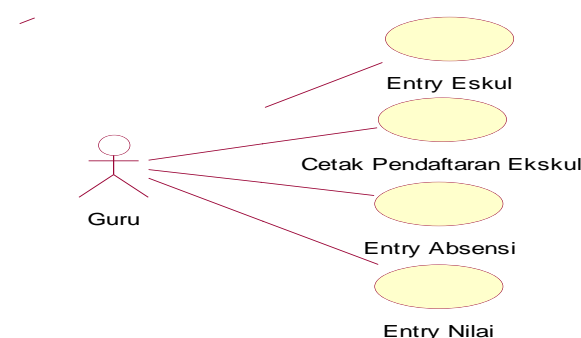 Entry Eskul
Cetak Pendaftaran Ekskul
Guru
Entry Absensi
Entry Nilai